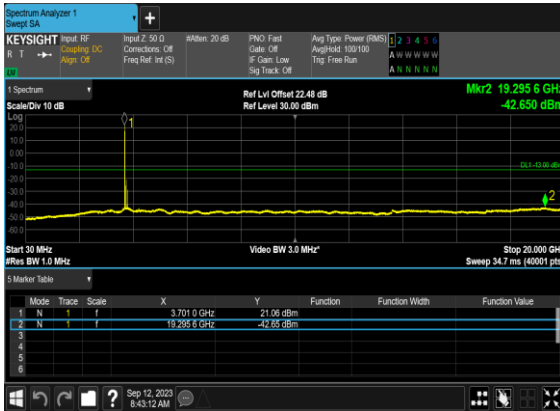 Spectrum Analyzer 1
Swept SA
+
KEYSIGHT Input: RF Input Z: 50 Ω #Atten: 20 dB PNO: Fast Avg Type: Power (RMS) 1 2 3 4 5 6
R T Coupling: DC Corrections: Off Gate: Off Avg|Hold: 100/100 A W W W W W
Align: Off Freq Ref: Int (S) IF Gain: Low Trig: Free Run
Sig Track: Off A N N N N N
1 Spectrum Ref Lvl Offset 22.48 dB Mkr2 19.295 6 GHz
Scale/Div 10 dB Ref Level 30.00 dBm -42.650 dBm
Log
20.0
10.0
0.00
-10.0
-20.0
-30.0
-40.0
-50.0
-60.0
1
DL1 -13.00 dBm
2
Start 30 MHz Video BW 3.0 MHz* Stop 20.000 GHz
#Res BW 1.0 MHz Sweep 34.7 ms (40001 pts)
5 Marker Table
Mode Trace Scale X Y Function Function Width Function Value
1 N 1 f 3.701 0 GHz 21.06 dBm
2 N 1 f 19.295 6 GHz -42.65 dBm
3
4
5
6
? Sep 12, 2023
8:43:12 AM